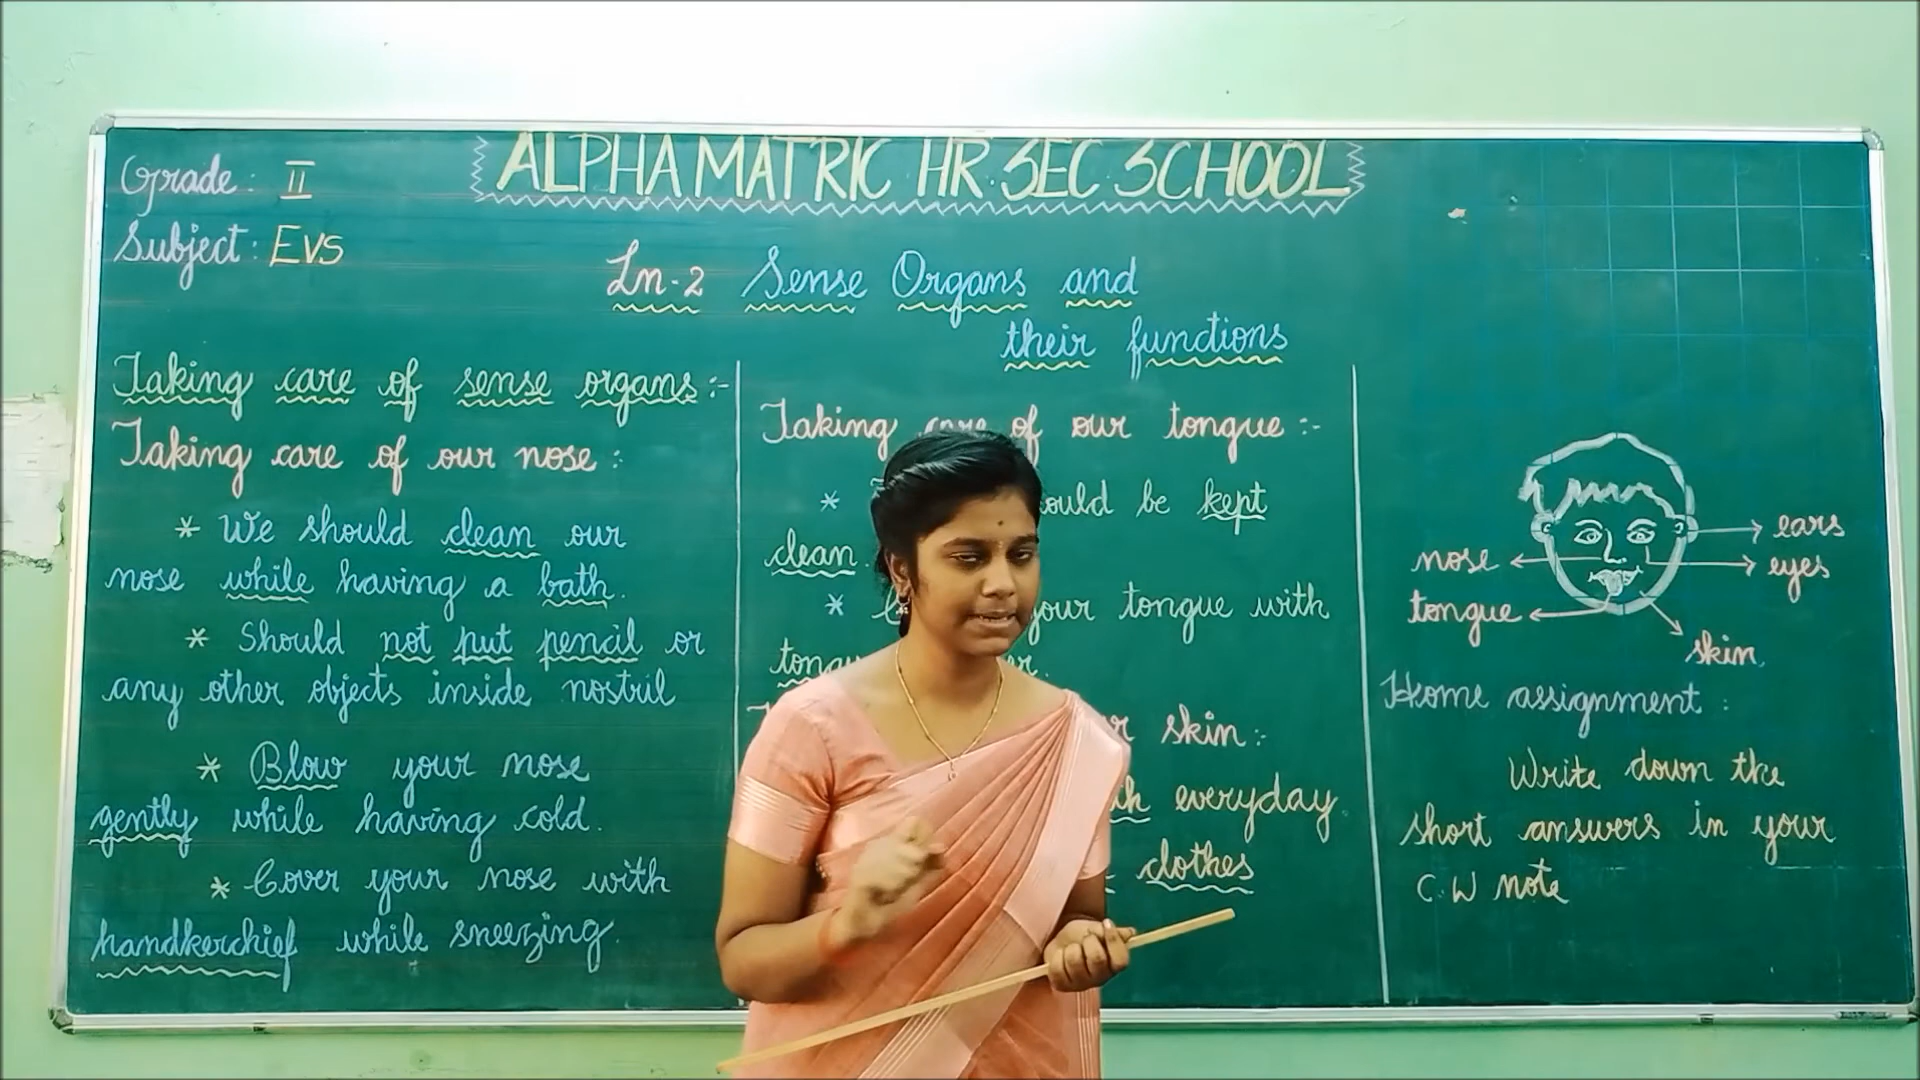 ALPHA MATRIC HR. SEC. SCHOOL
Grade : II
Subject : EVS
Ln-2 Sense Organs and
their functions
Taking care of sense organs :-
Taking care of our nose :
* We should clean our
nose while having a bath.
* Should not put pencil or
any other objects inside nostril
* Blow your nose
gently while having cold.
* Cover your nose with
handkerchief while sneezing.
Taking care of our tongue :-
* be kept
clean.
* your tongue with
skin :-
everyday.
clothes
ears
nose
eyes
tongue
skin
Home assignment :
Write down the
short answers in your
C.W note